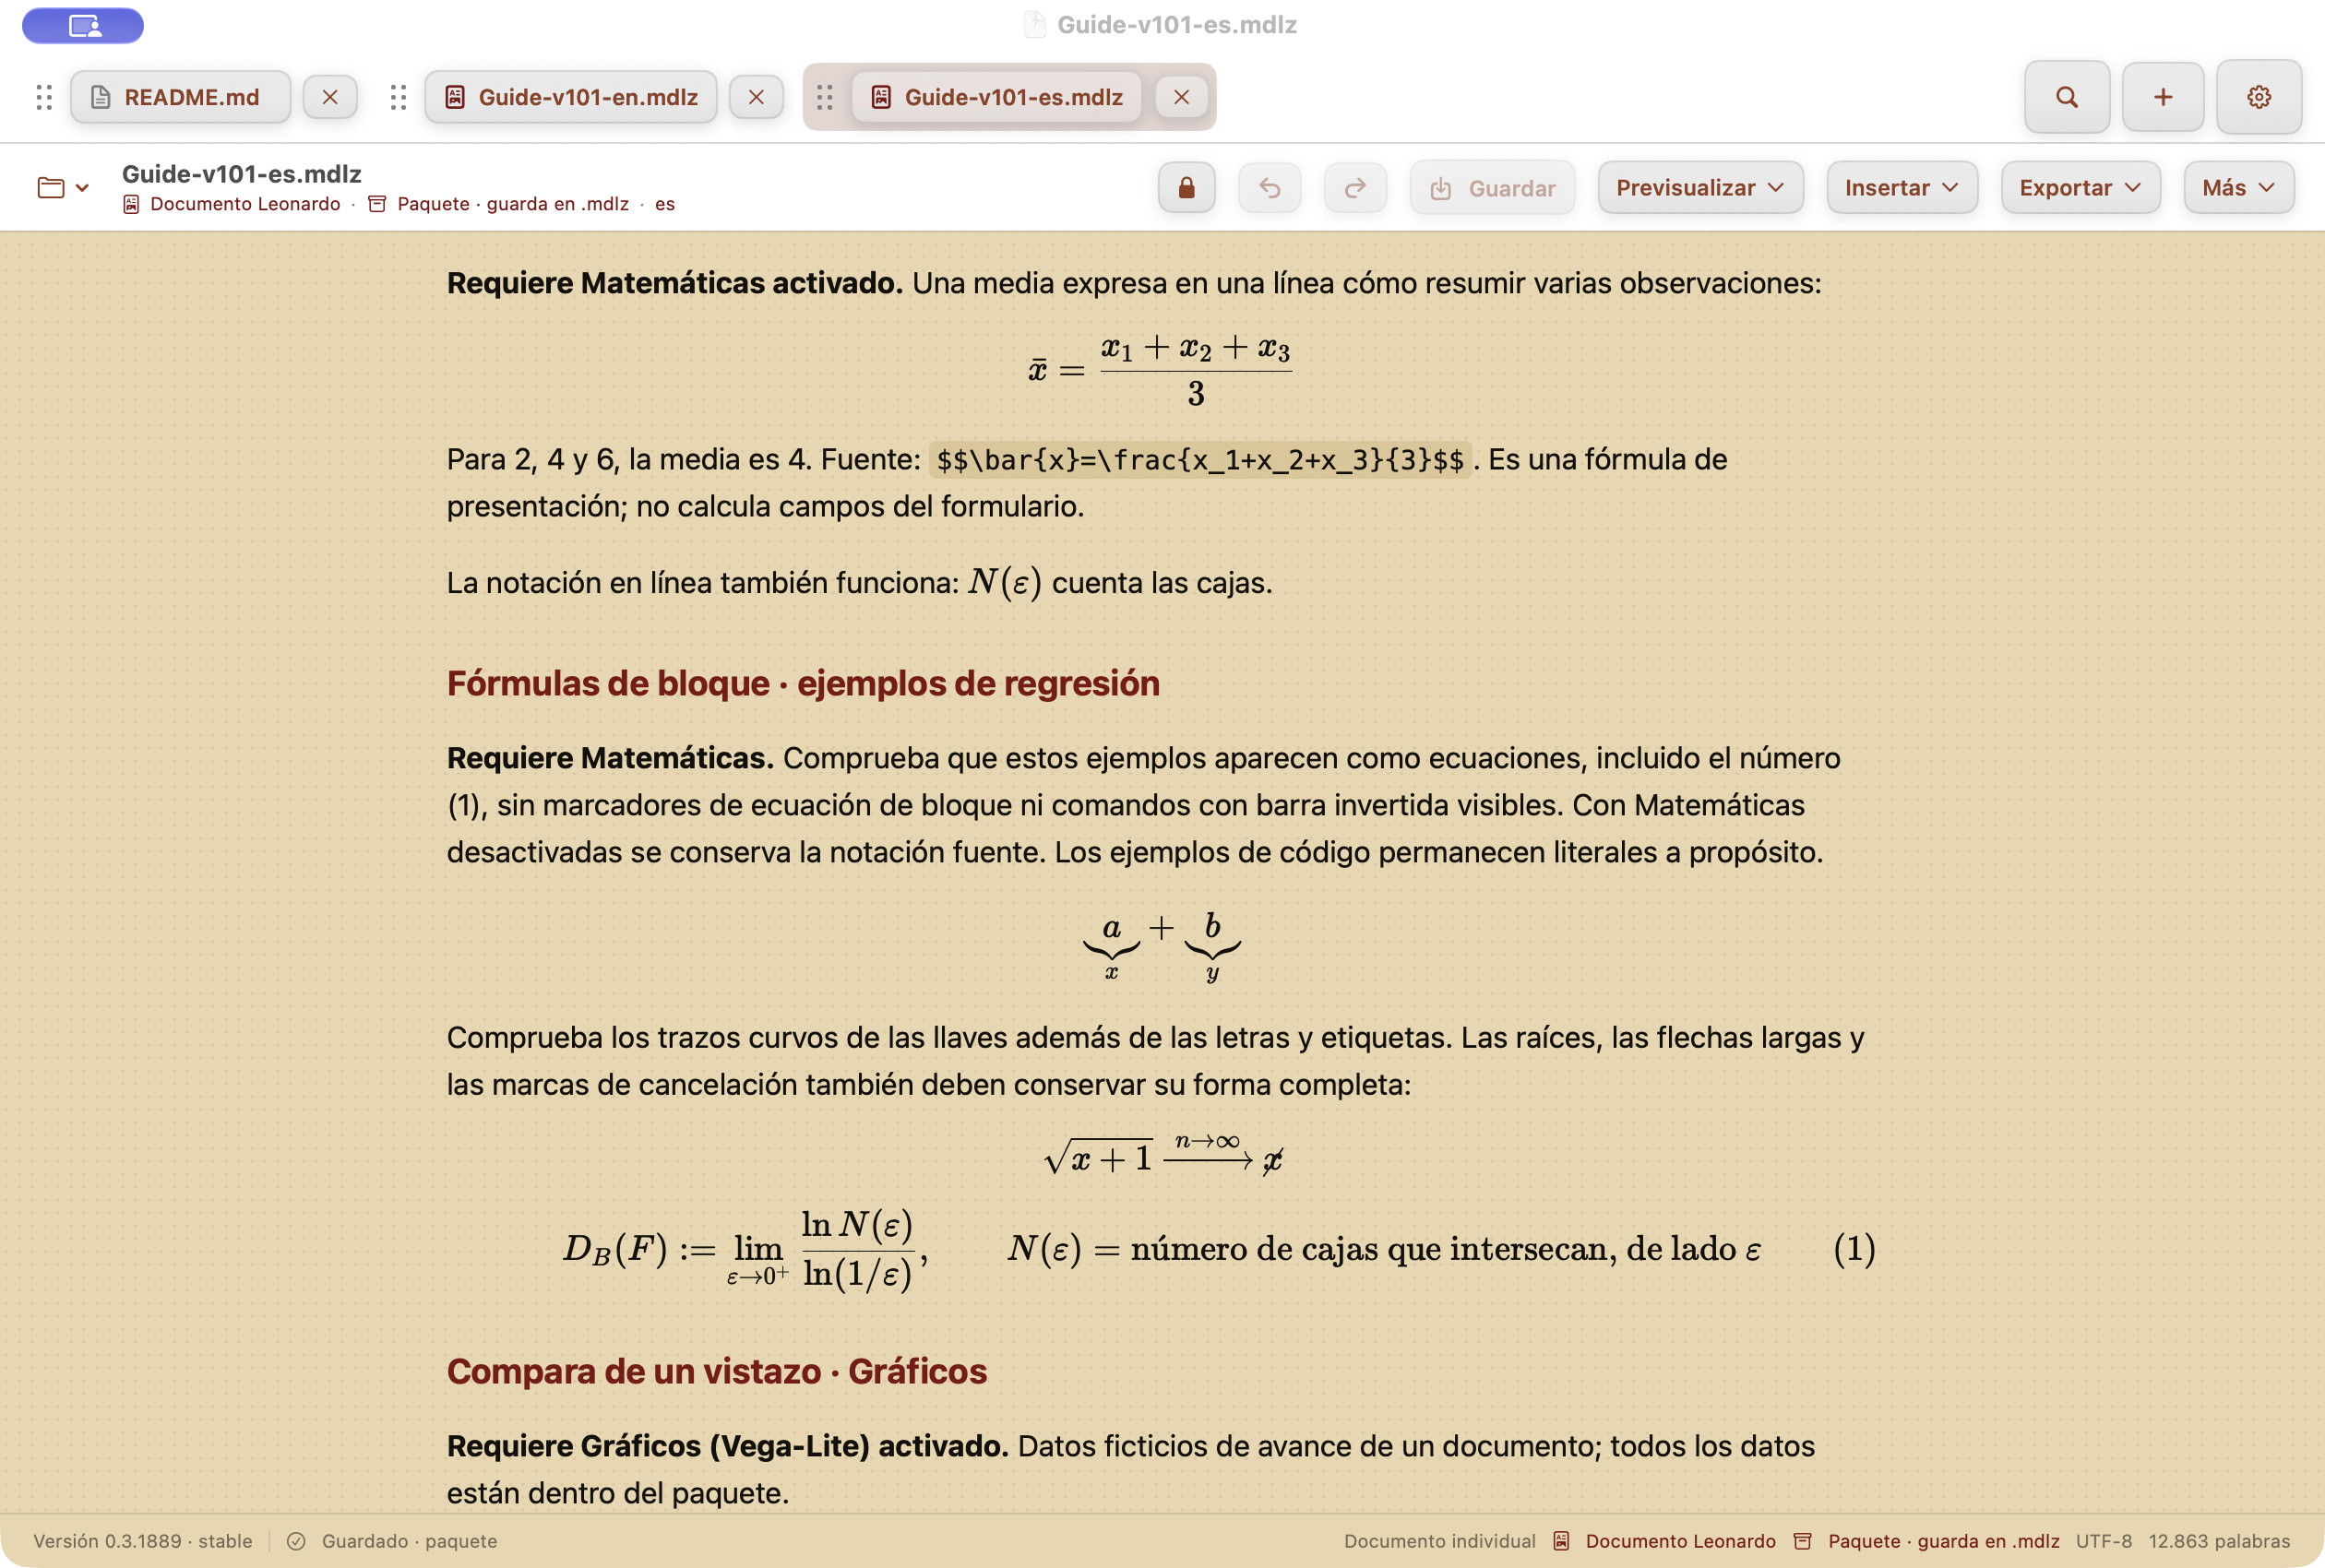 Guide-v101-es.mdlz
README.md
Guide-v101-en.mdlz
Guide-v101-es.mdlz
Guide-v101-es.mdlz
Documento Leonardo · Paquete · guarda en .mdlz · es
Guardar
Previsualizar
Insertar
Exportar
Más
Requiere Matemáticas activado. Una media expresa en una línea cómo resumir varias observaciones:
x̄ = (x₁ + x₂ + x₃) / 3
Para 2, 4 y 6, la media es 4. Fuente: $$\bar{x}=\frac{x_1+x_2+x_3}{3}$$. Es una fórmula de
presentación; no calcula campos del formulario.
La notación en línea también funciona: N(ε) cuenta las cajas.
Fórmulas de bloque · ejemplos de regresión
Requiere Matemáticas. Comprueba que estos ejemplos aparecen como ecuaciones, incluido el número
(1), sin marcadores de ecuación de bloque ni comandos con barra invertida visibles. Con Matemáticas
desactivadas se conserva la notación fuente. Los ejemplos de código permanecen literales a propósito.
a + b
x y
Comprueba los trazos curvos de las llaves además de las letras y etiquetas. Las raíces, las flechas largas y
las marcas de cancelación también deben conservar su forma completa:
√(x + 1) n→∞ ⟶ x̸
D_B(F) := lim ε→0⁺ ln N(ε) / ln(1/ε), N(ε) = número de cajas que intersecan, de lado ε (1)
Compara de un vistazo · Gráficos
Requiere Gráficos (Vega-Lite) activado. Datos ficticios de avance de un documento; todos los datos
están dentro del paquete.
Versión 0.3.1889 · stable Guardado · paquete
Documento individual Documento Leonardo Paquete · guarda en .mdlz UTF-8 12.863 palabras